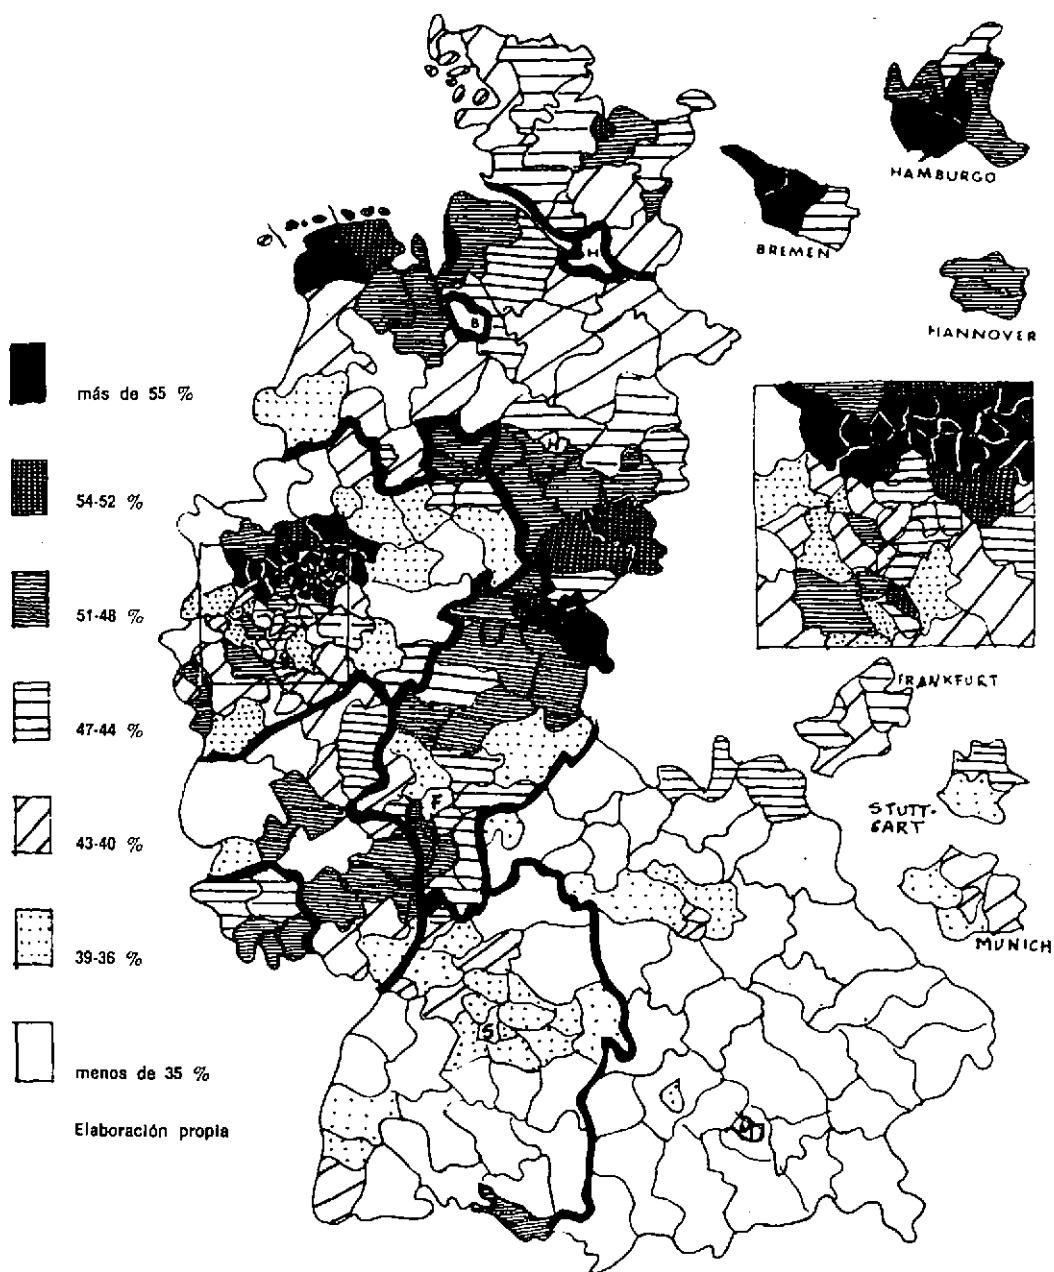 HAMBURGO
BREMEN
HANNOVER
H
B
H
más de 55 %
54-52 %
51-48 %
47-44 %
43-40 %
39-36 %
menos de 35 %
Elaboración propia
FRANKFURT
STUTT-
GART
MUNICH
F
S